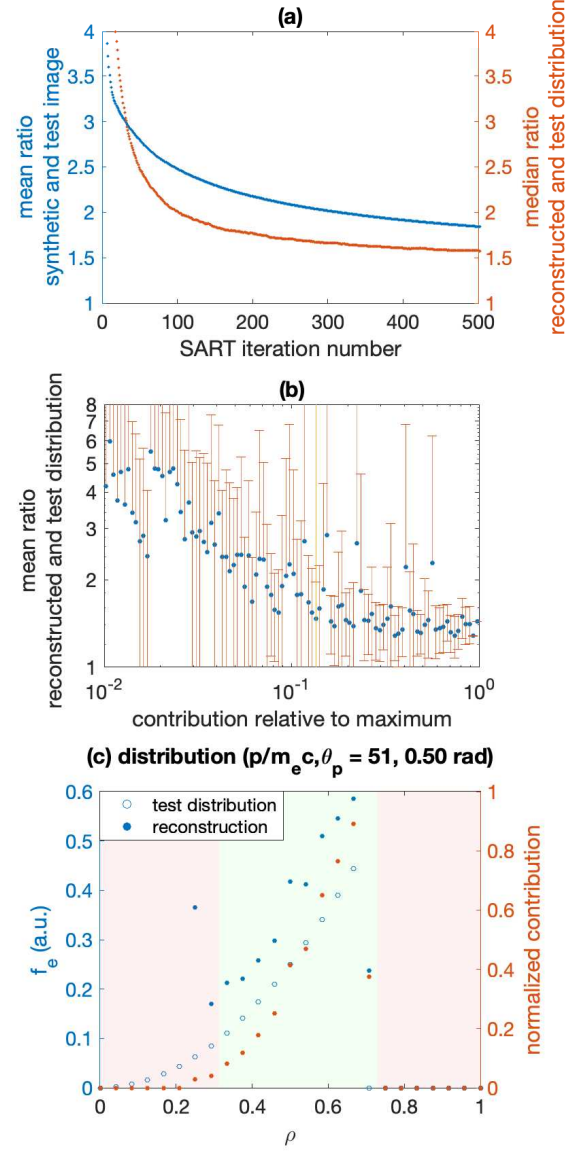 (a)
4
3.5
3
2.5
2
1.5
1
mean ratio
synthetic and test image
4
3.5
3
2.5
2
1.5
1
median ratio
reconstructed and test distribution
0 100 200 300 400 500
SART iteration number
(b)
8
7
6
5
4
3
2
1
mean ratio
reconstructed and test distribution
10^-2 10^-1 10^0
contribution relative to maximum
(c) distribution (p/m_e c,θ_p = 51, 0.50 rad)
0.6
0.5
0.4
0.3
0.2
0.1
0
f_e (a.u.)
test distribution
reconstruction
1
0.8
0.6
0.4
0.2
0
normalized contribution
0 0.2 0.4 0.6 0.8 1
ρ